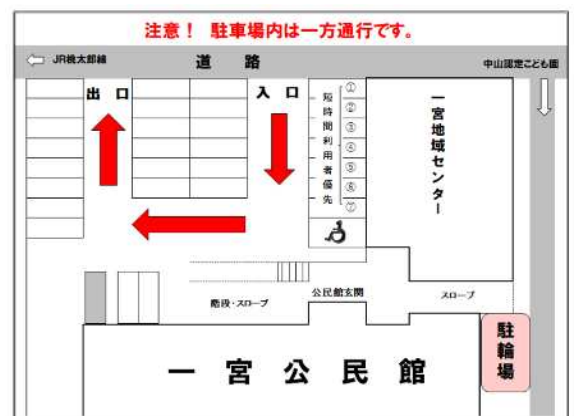 注意！ 駐車場内は一方通行です。
JR桃太郎線
道 路
中山認定こども園
出 口
入 口
短時間利用者優先
①
②
③
④
⑤
⑥
⑦
一宮地域センター
階段・スロープ
公民館玄関
スロープ
駐輪場
一 宮 公 民 館